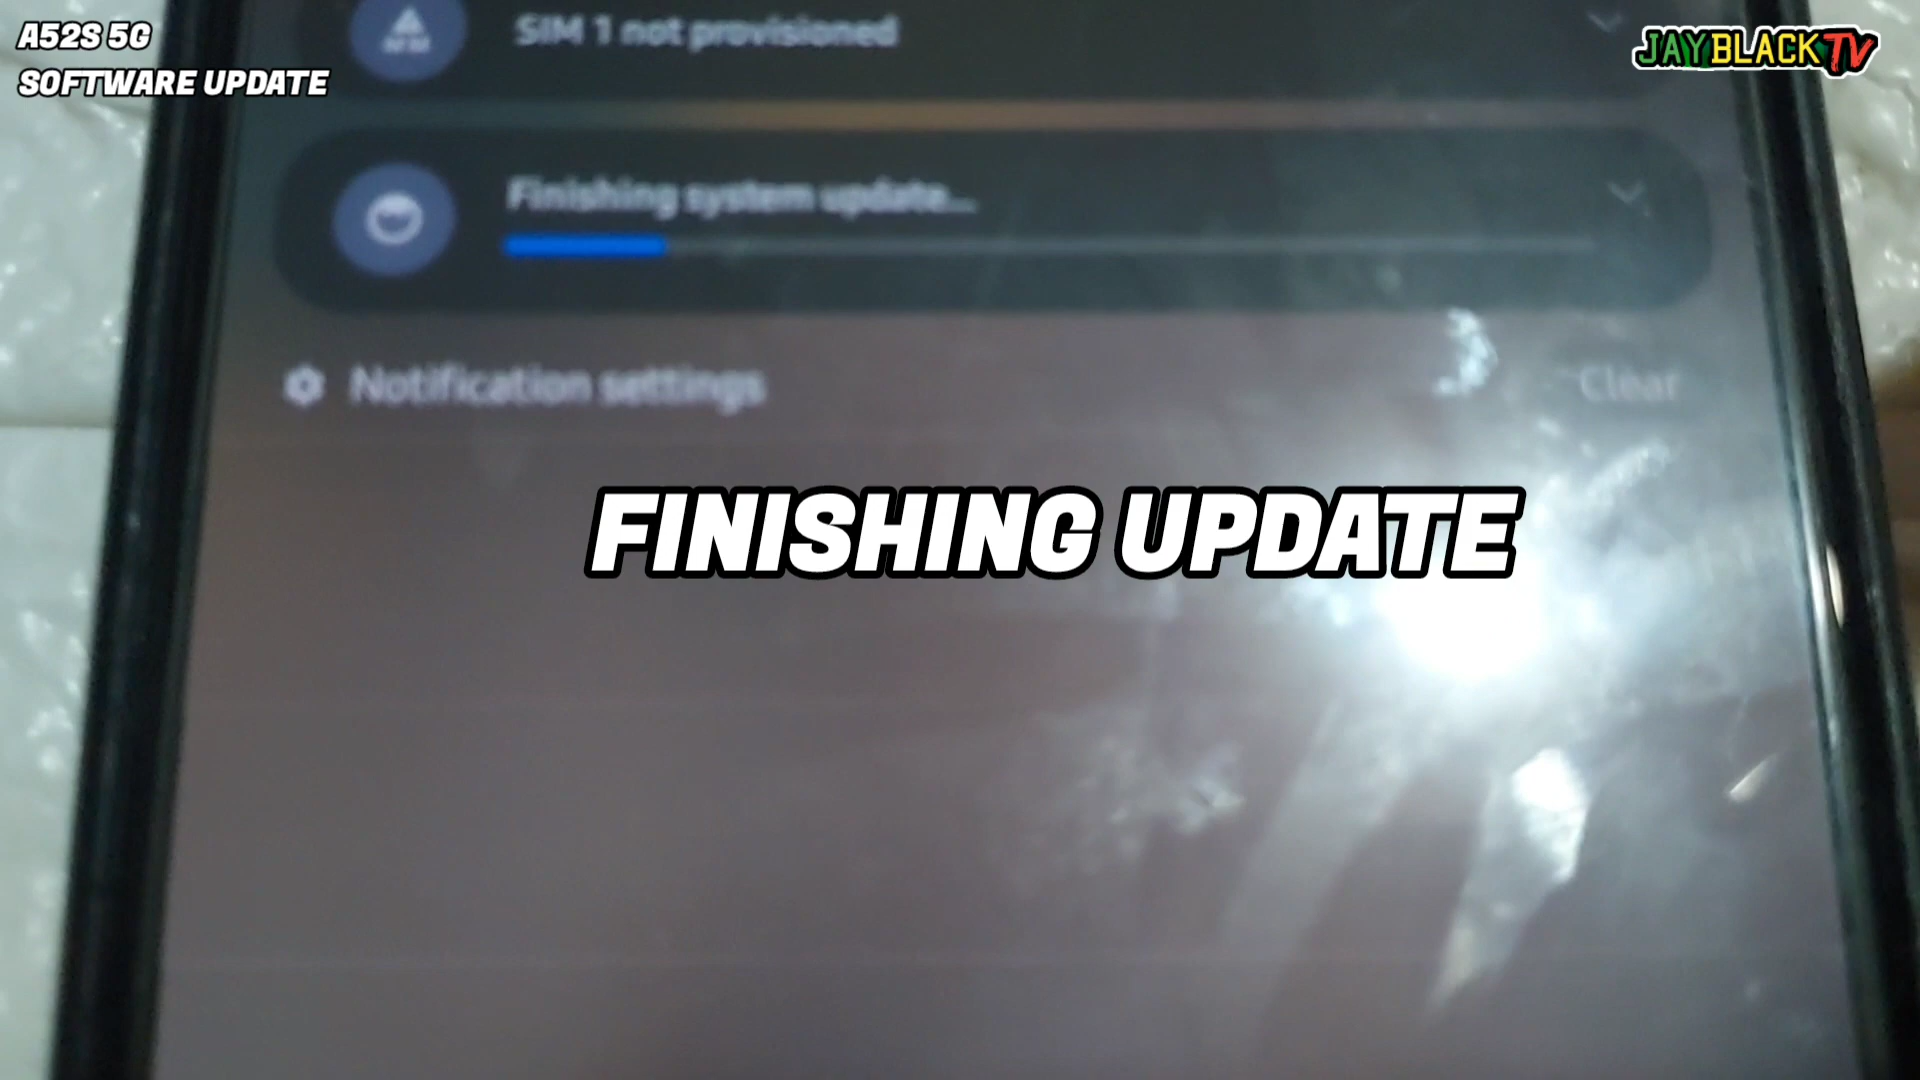 A52S 5G
SOFTWARE UPDATE
JAYBLACKTV
SIM 1 not provisioned
Finishing system update...
Notification settings
Clear
FINISHING UPDATE